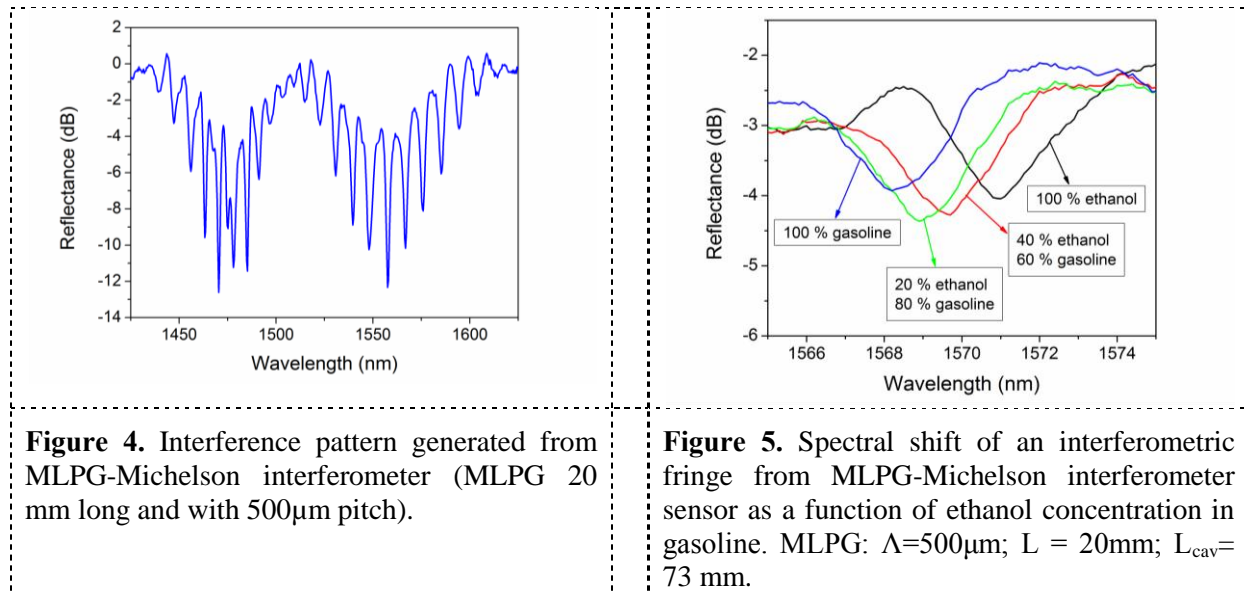 2
0
-2
-4
-6
-8
-10
-12
-14
1450
1500
1550
1600
Reflectance (dB)
Wavelength (nm)
-2
-3
-4
-5
-6
1566
1568
1570
1572
1574
Reflectance (dB)
Wavelength (nm)
100 % gasoline
100 % ethanol
40 % ethanol
60 % gasoline
20 % ethanol
80 % gasoline
Figure 4. Interference pattern generated from
MLPG-Michelson interferometer (MLPG 20
mm long and with 500μm pitch).
Figure 5. Spectral shift of an interferometric
fringe from MLPG-Michelson interferometer
sensor as a function of ethanol concentration in
gasoline. MLPG: Λ=500μm; L = 20mm; Lcav=
73 mm.